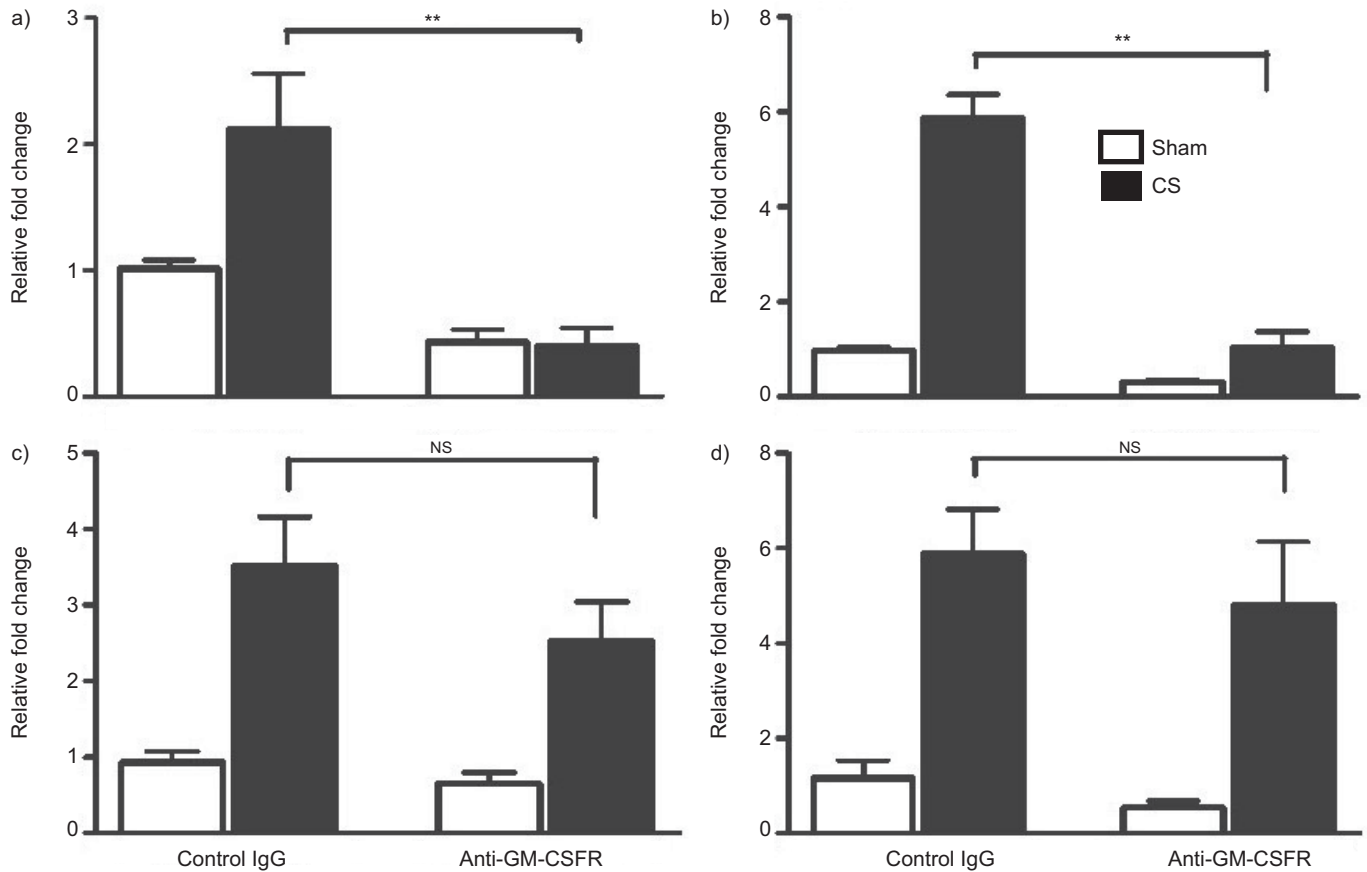 a)
**
Relative fold change
3
2
1
0
b)
**
Relative fold change
8
6
4
2
0
Sham
CS
c)
NS
Relative fold change
5
4
3
2
1
0
Control IgG
Anti-GM-CSFR
d)
NS
Relative fold change
8
6
4
2
0
Control IgG
Anti-GM-CSFR